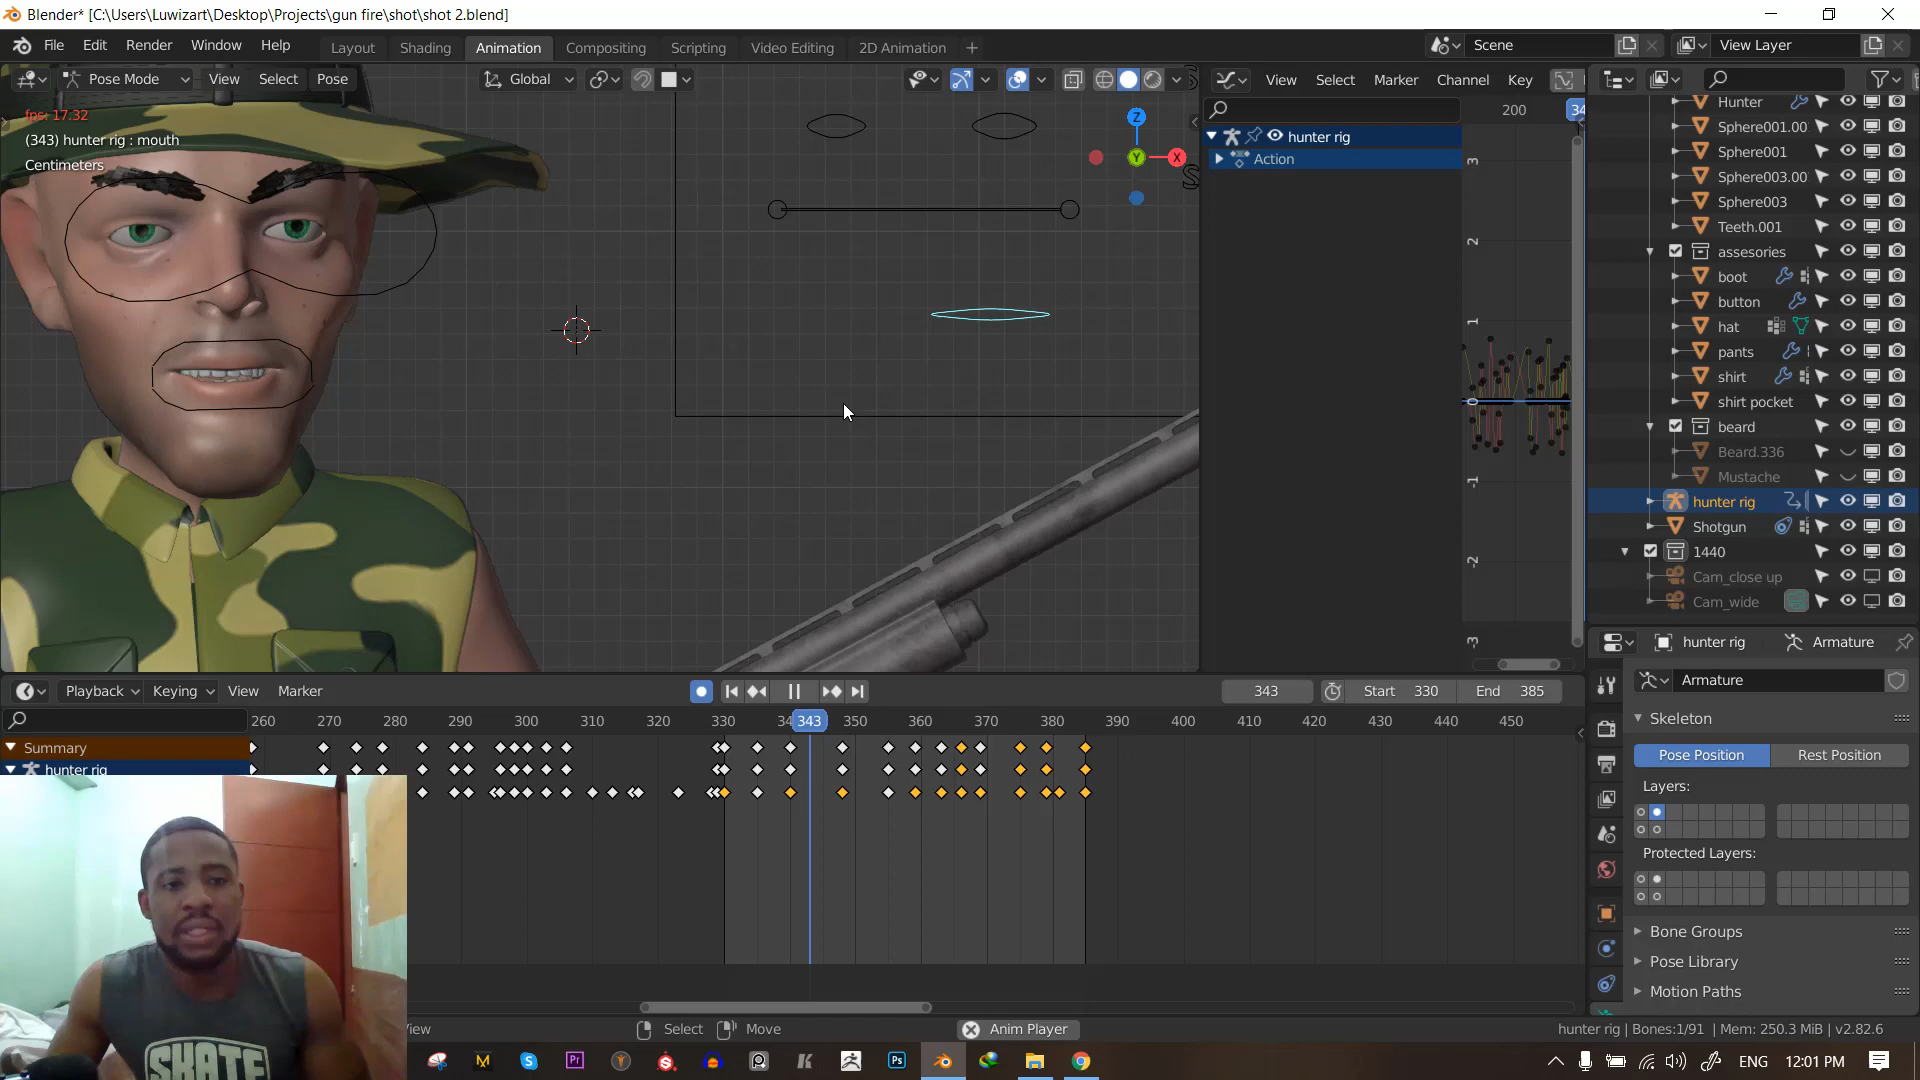 Blender* [C:\Users\Luwizart\Desktop\Projects\gun fire\shot\shot 2.blend]
File Edit Render Window Help Layout Shading Animation Compositing Scripting Video Editing 2D Animation + Scene View Layer
Pose Mode View Select Pose Global View Select Marker Channel Key
fps: 17.32
(343) hunter rig : mouth
Centimeters
Z
Y X
200
hunter rig
Action
3
2
1
0
-1
-2
-3
Hunter
Sphere001.00
Sphere001
Sphere003.00
Sphere003
Teeth.001
assesories
boot
button
hat
pants
shirt
shirt pocket
beard
Beard.336
Mustache
hunter rig
Shotgun
1440
Cam_close up
Cam_wide
hunter rig Armature
Armature
Skeleton
Pose Position Rest Position
Layers:
Protected Layers:
Bone Groups
Pose Library
Motion Paths
Playback Keying View Marker 343 Start 330 End 385
260 270 280 290 300 310 320 330 343 350 360 370 380 390 400 410 420 430 440 450
Summary
hunter rig
SKATE
Select Move Anim Player hunter rig | Bones:1/91 | Mem: 250.3 MiB | v2.82.6
ENG 12:01 PM